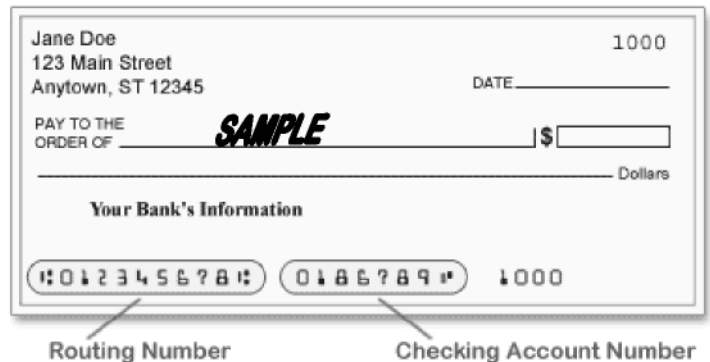 Jane Doe
1000
123 Main Street
Anytown, ST 12345
DATE
PAY TO THE
ORDER OF
SAMPLE
$
Dollars
Your Bank's Information
⑆012345678⑆ 0186789⑈ 1000
Routing Number
Checking Account Number